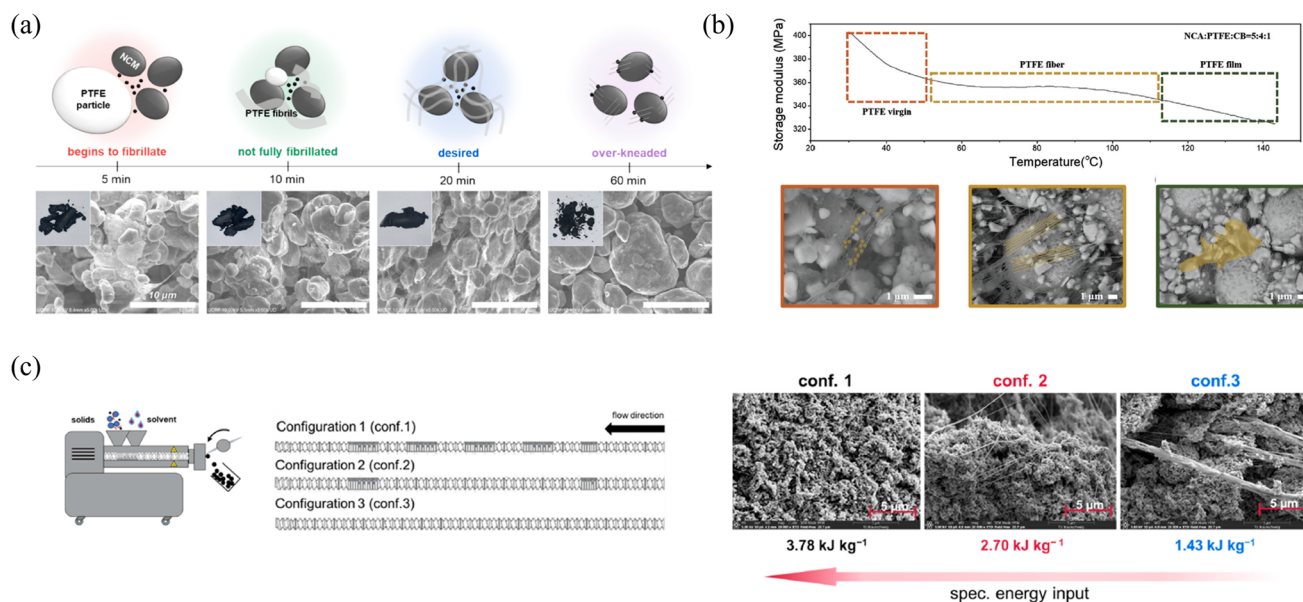 (a)
NCM
PTFE
particle
PTFE fibrils
begins to fibrillate
not fully fibrillated
desired
over-kneaded
5 min
10 min
20 min
60 min
10 μm
(b)
Storage modulus (MPa)
400
380
360
340
320
NCA:PTFE:CB=5:4:1
PTFE virgin
PTFE fiber
PTFE film
20
40
60
80
100
120
140
Temperature(°C)
1 μm
1 μm
1 μm
(c)
solids
solvent
flow direction
Configuration 1 (conf.1)
Configuration 2 (conf.2)
Configuration 3 (conf.3)
conf. 1
conf. 2
conf.3
5 μm
5 μm
5 μm
3.78 kJ kg⁻¹
2.70 kJ kg⁻¹
1.43 kJ kg⁻¹
spec. energy input